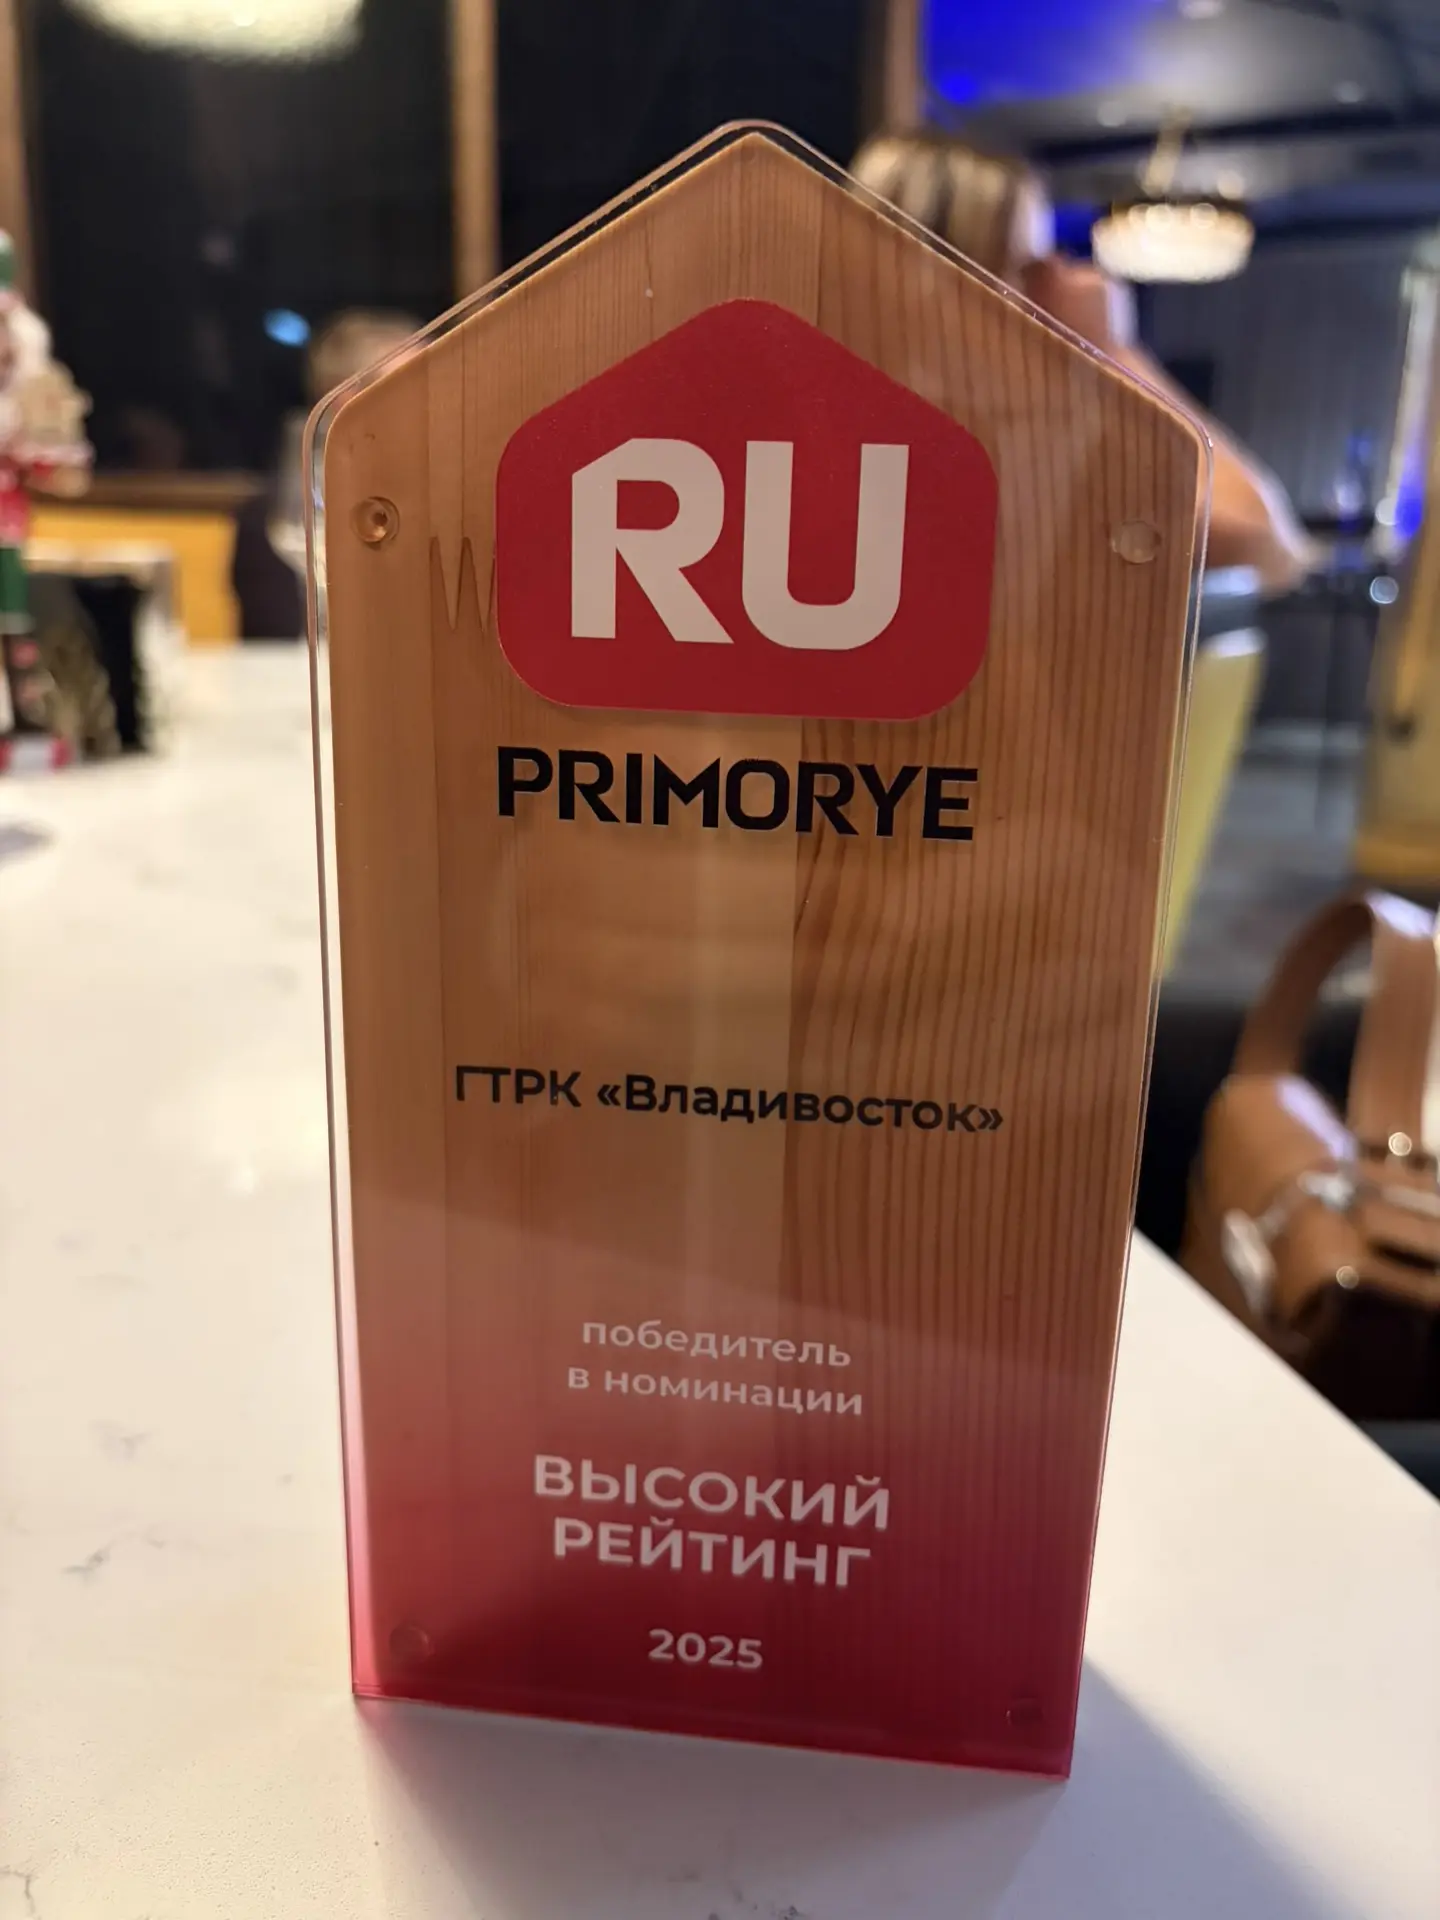 RU
PRIMORYE
ГТРК «Владивосток»
победитель
в номинации
ВЫСОКИЙ
РЕЙТИНГ
2025